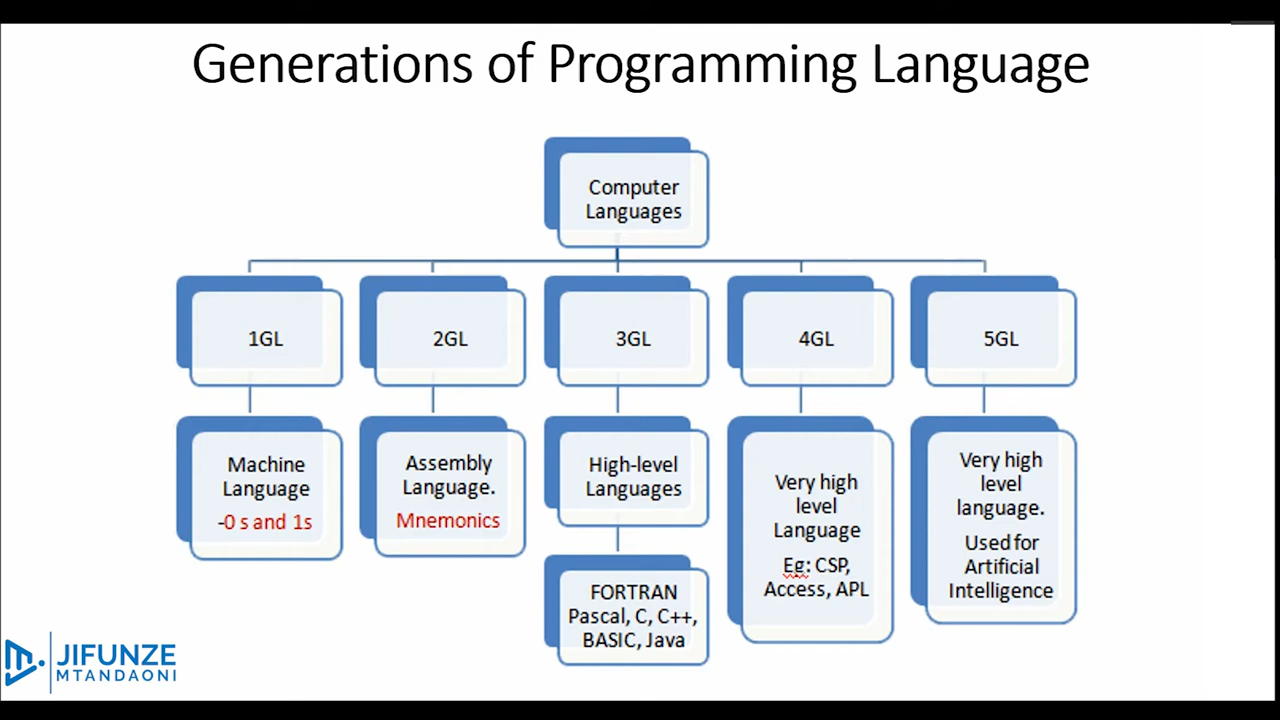 Generations of Programming Language
Computer
Languages
1GL
2GL
3GL
4GL
5GL
Machine
Language
-0 s and 1s
Assembly
Language.
Mnemonics
High-level
Languages
FORTRAN
Pascal, C, C++,
BASIC, Java
Very high
level
Language
Eg: CSP,
Access, APL
Very high
level
language.
Used for
Artificial
Intelligence
JIFUNZE
MTANDAONI